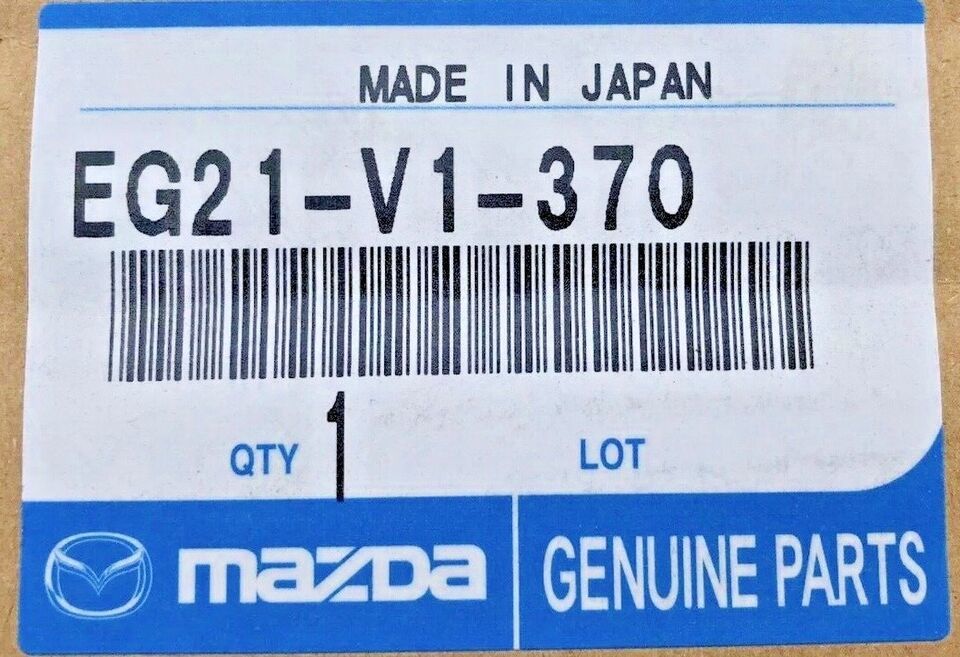 MADE IN JAPAN
EG21-V1-370
QTY 1 LOT
mazda GENUINE PARTS